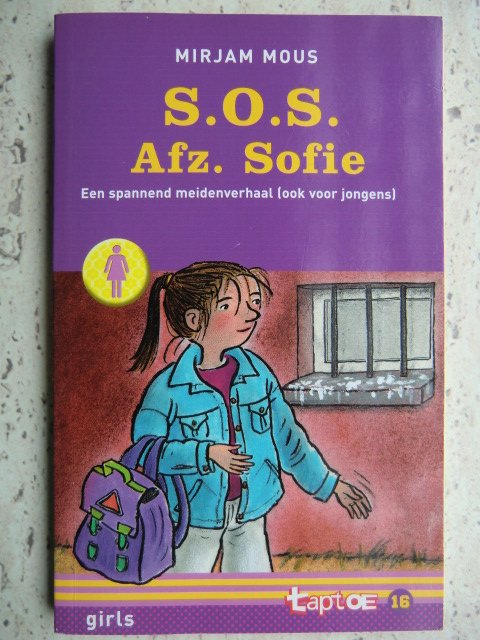 MIRJAM MOUS
S.O.S.
Afz. Sofie
Een spannend meidenverhaal (ook voor jongens)
taptOE 16
girls